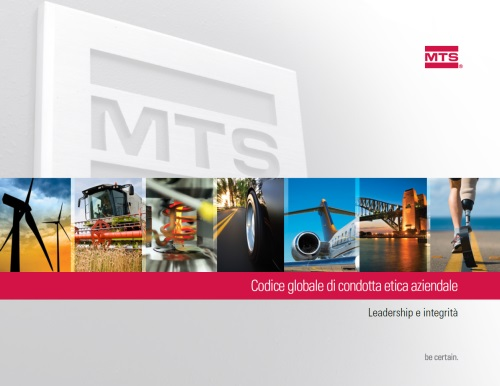 MTS
MTS®
Codice globale di condotta etica aziendale
Leadership e integrità
be certain.